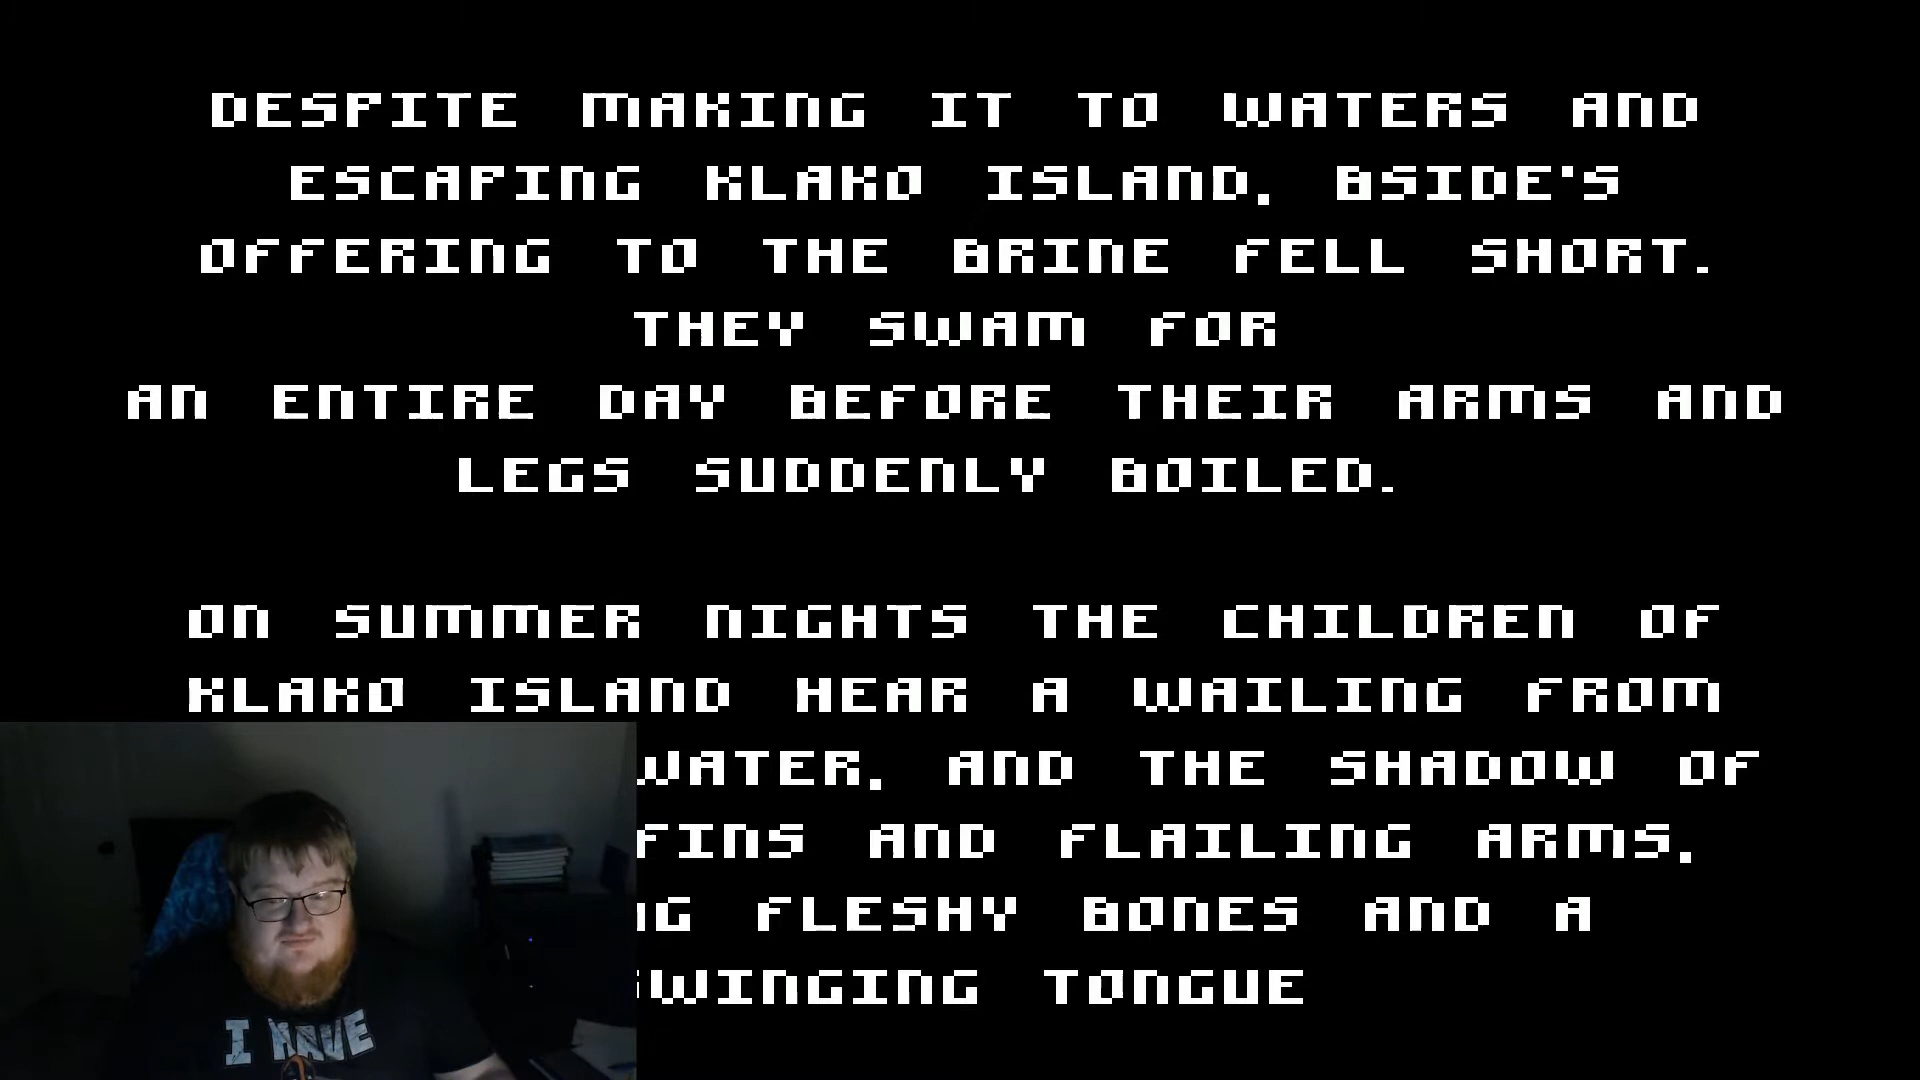 DESPITE MAKING IT TO WATERS AND
ESCAPING KLAKO ISLAND, BSIDE'S
OFFERING TO THE BRINE FELL SHORT.
THEY SWAM FOR
AN ENTIRE DAY BEFORE THEIR ARMS AND
LEGS SUDDENLY BOILED.
ON SUMMER NIGHTS THE CHILDREN OF
KLAKO ISLAND HEAR A WAILING FROM
WATER, AND THE SHADOW OF
FINS AND FLAILING ARMS,
FLESHY BONES AND A
SWINGING TONGUE
I HAVE